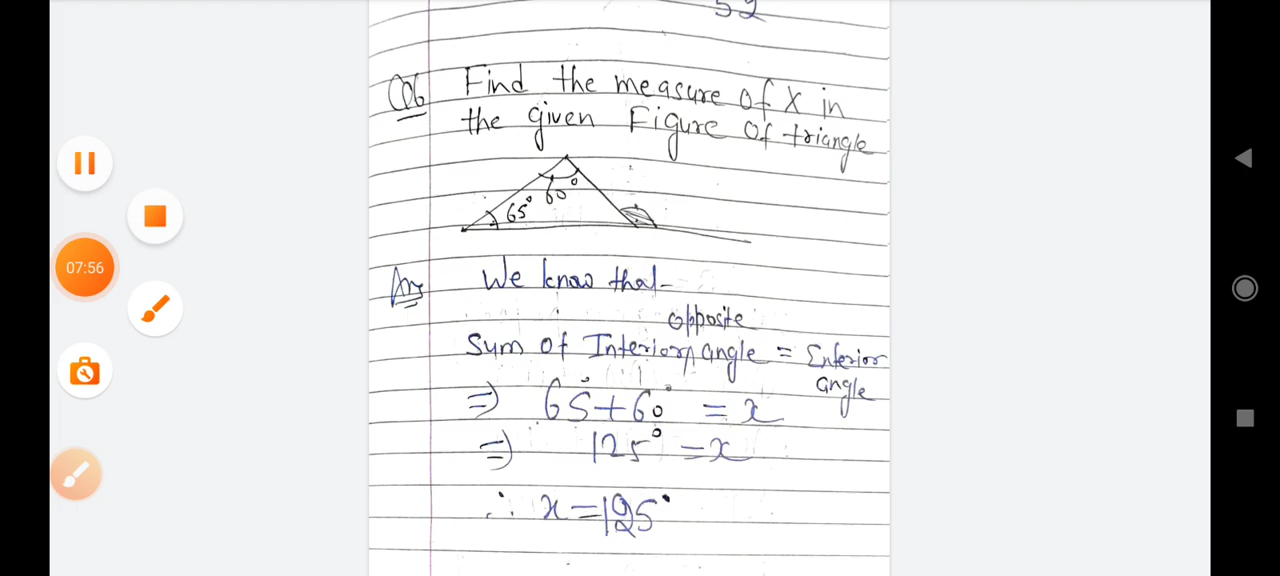 52
Q6 Find the measure of X in
the given Figure of triangle
65° 60°
Ans We know that-
opposite
Sum of Interior angle = Exterior
angle
=> 65°+60° = x
=> 125° = x
∴ x = 125°
07:56